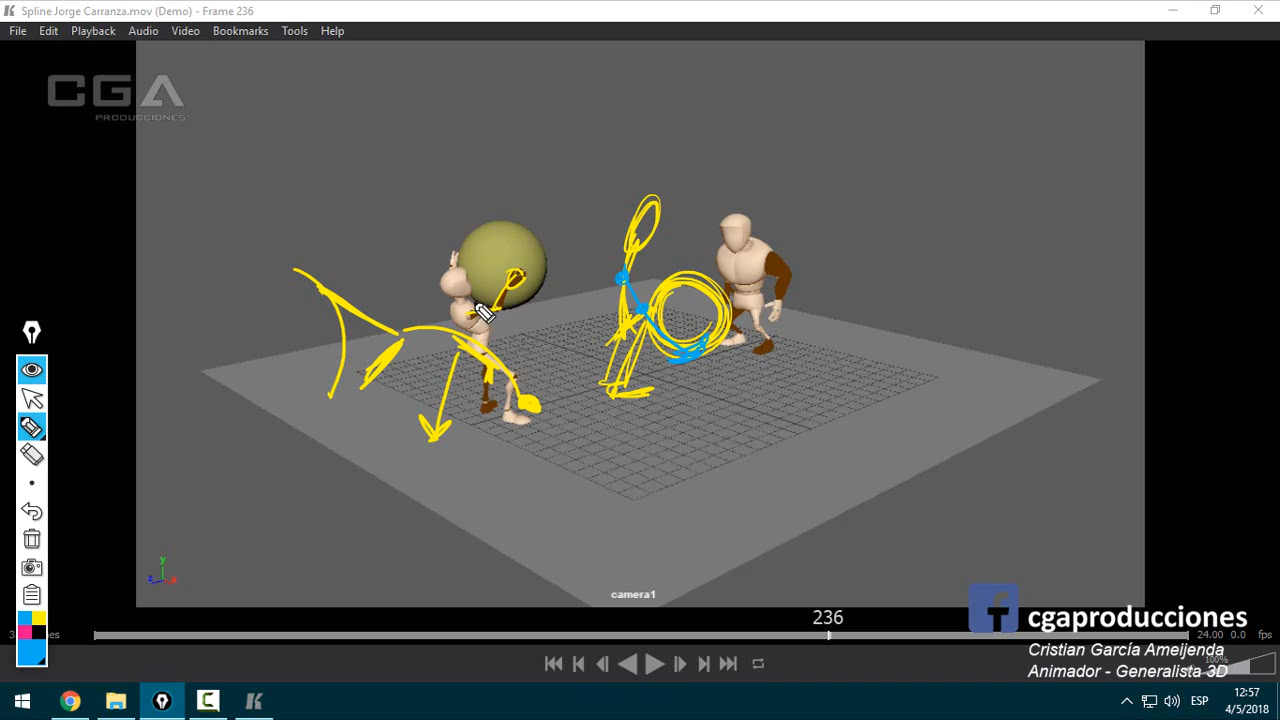 Spline Jorge Carranza.mov (Demo) - Frame 236
File Edit Playback Audio Video Bookmarks Tools Help
CGA
PRODUCCIONES
y
z x
camera1
236
24.00 0.0 fps
100%
f cgaproducciones
Cristian García Ameijenda
Animador - Generalista 3D
ESP
12:57
4/5/2018